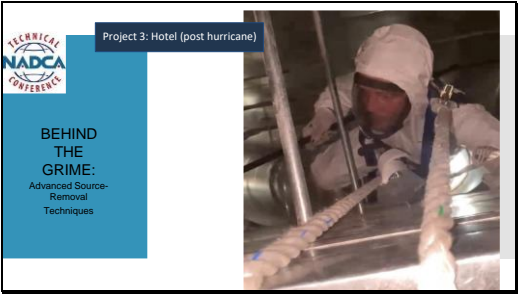 Project 3: Hotel (post hurricane)
TECHNICAL
NADCA
CONFERENCE
BEHIND
THE
GRIME:
Advanced Source-
Removal
Techniques